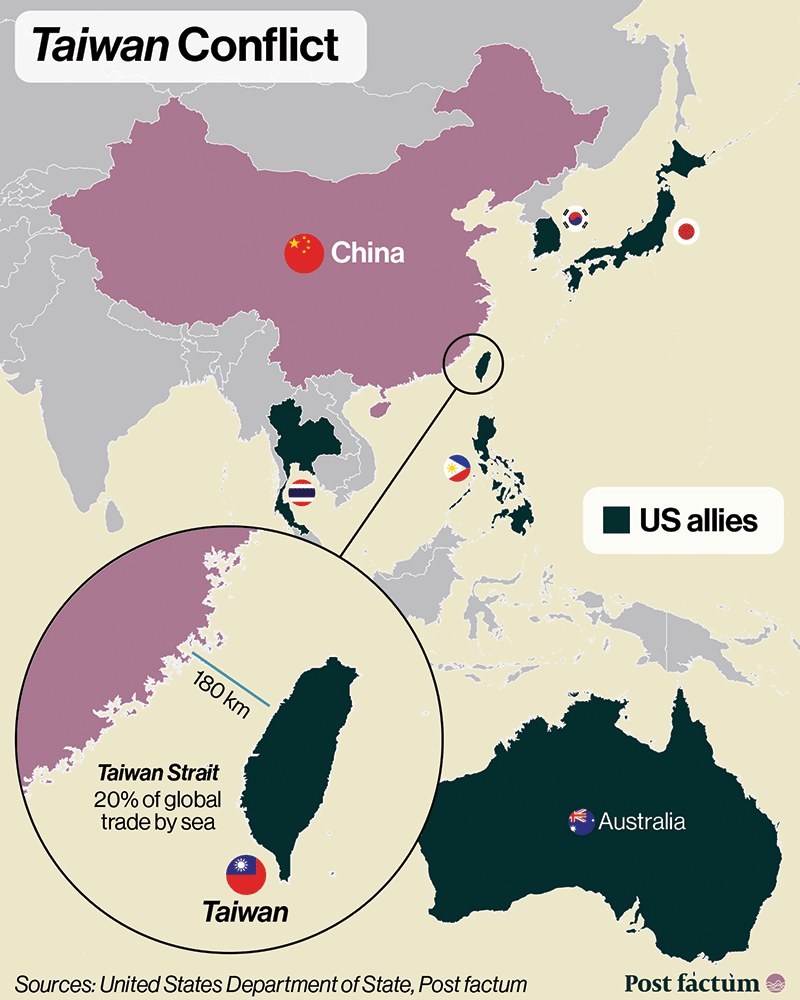 Taiwan Conflict
China
US allies
180 km
Taiwan Strait
20% of global
trade by sea
Australia
Taiwan
Sources: United States Department of State, Post factum
Post factum